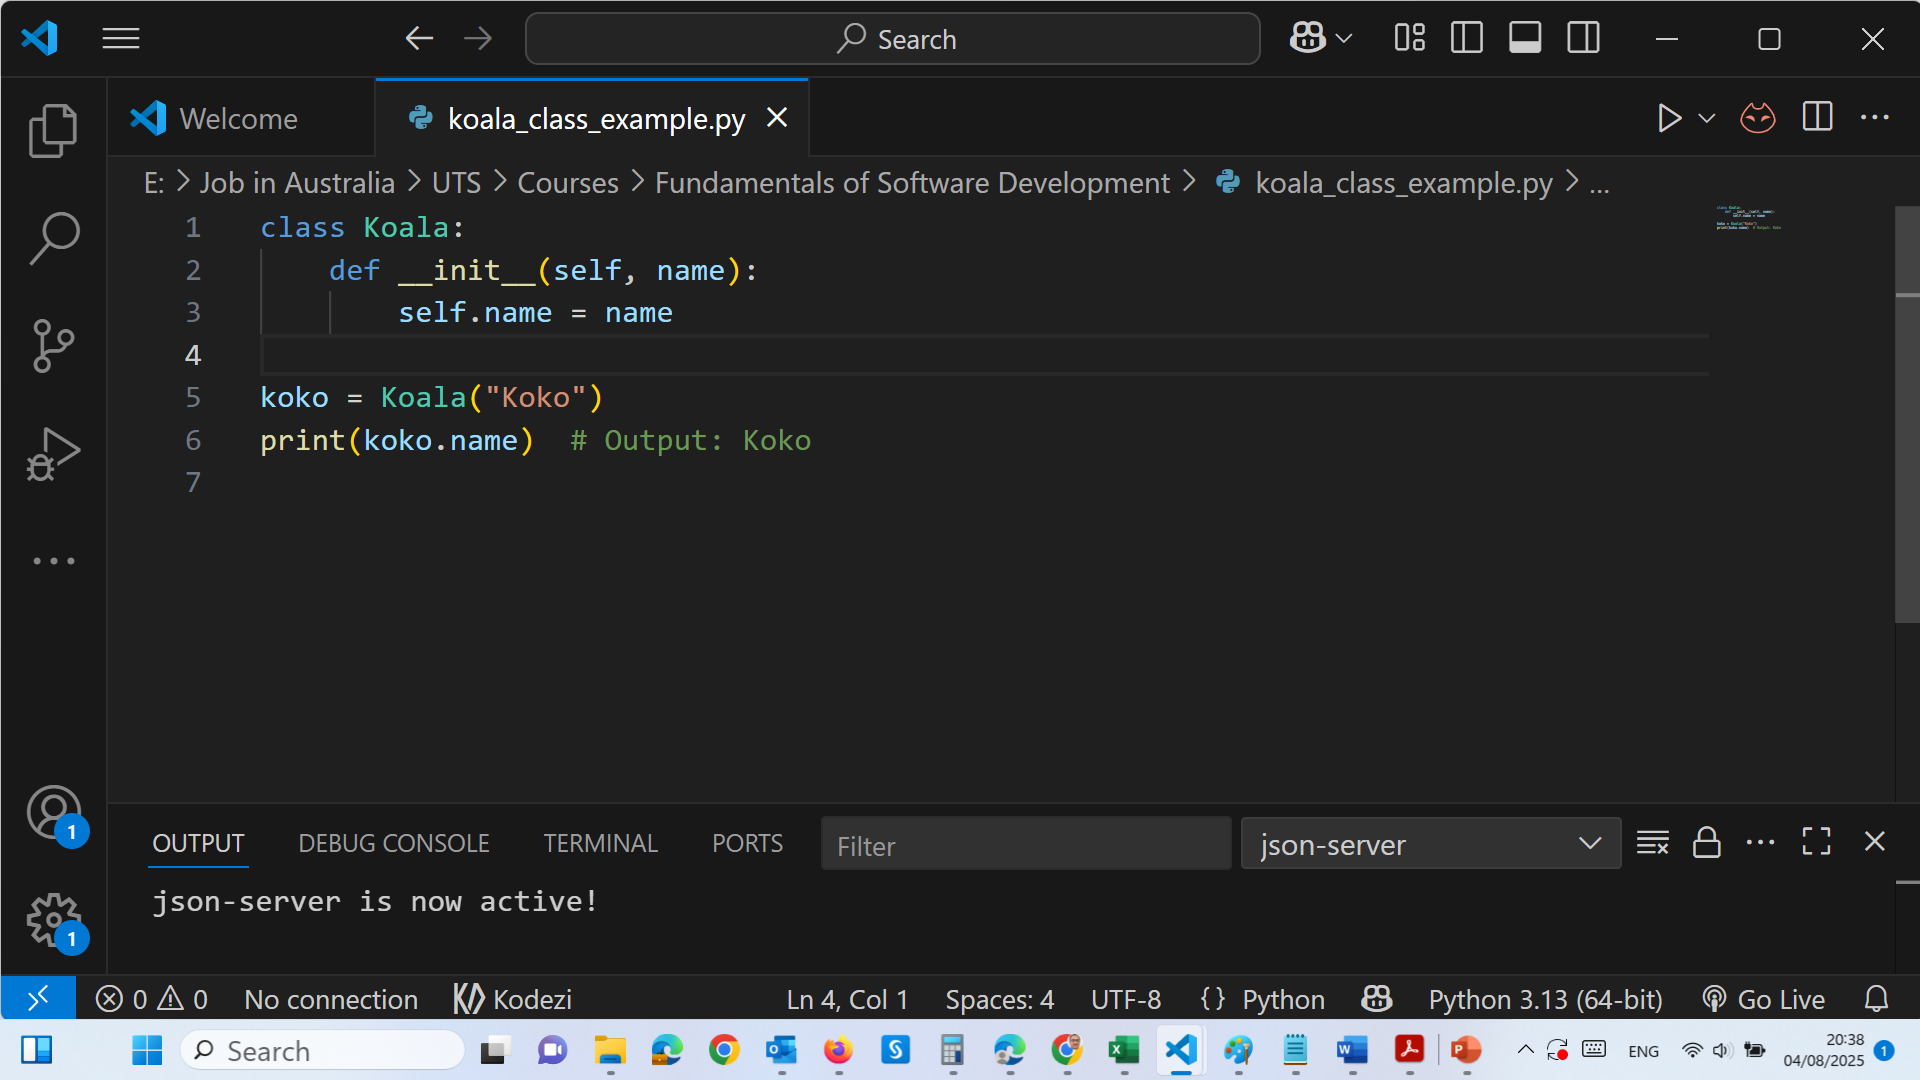 Search
Welcome
koala_class_example.py
E: > Job in Australia > UTS > Courses > Fundamentals of Software Development > koala_class_example.py > ...
1 class Koala:
2 def __init__(self, name):
3 self.name = name
4
5 koko = Koala("Koko")
6 print(koko.name)  # Output: Koko
7
OUTPUT DEBUG CONSOLE TERMINAL PORTS Filter json-server
json-server is now active!
1
1
0 0 No connection Kodezi Ln 4, Col 1 Spaces: 4 UTF-8 {} Python Python 3.13 (64-bit) Go Live
Search ENG 20:38
04/08/2025 1